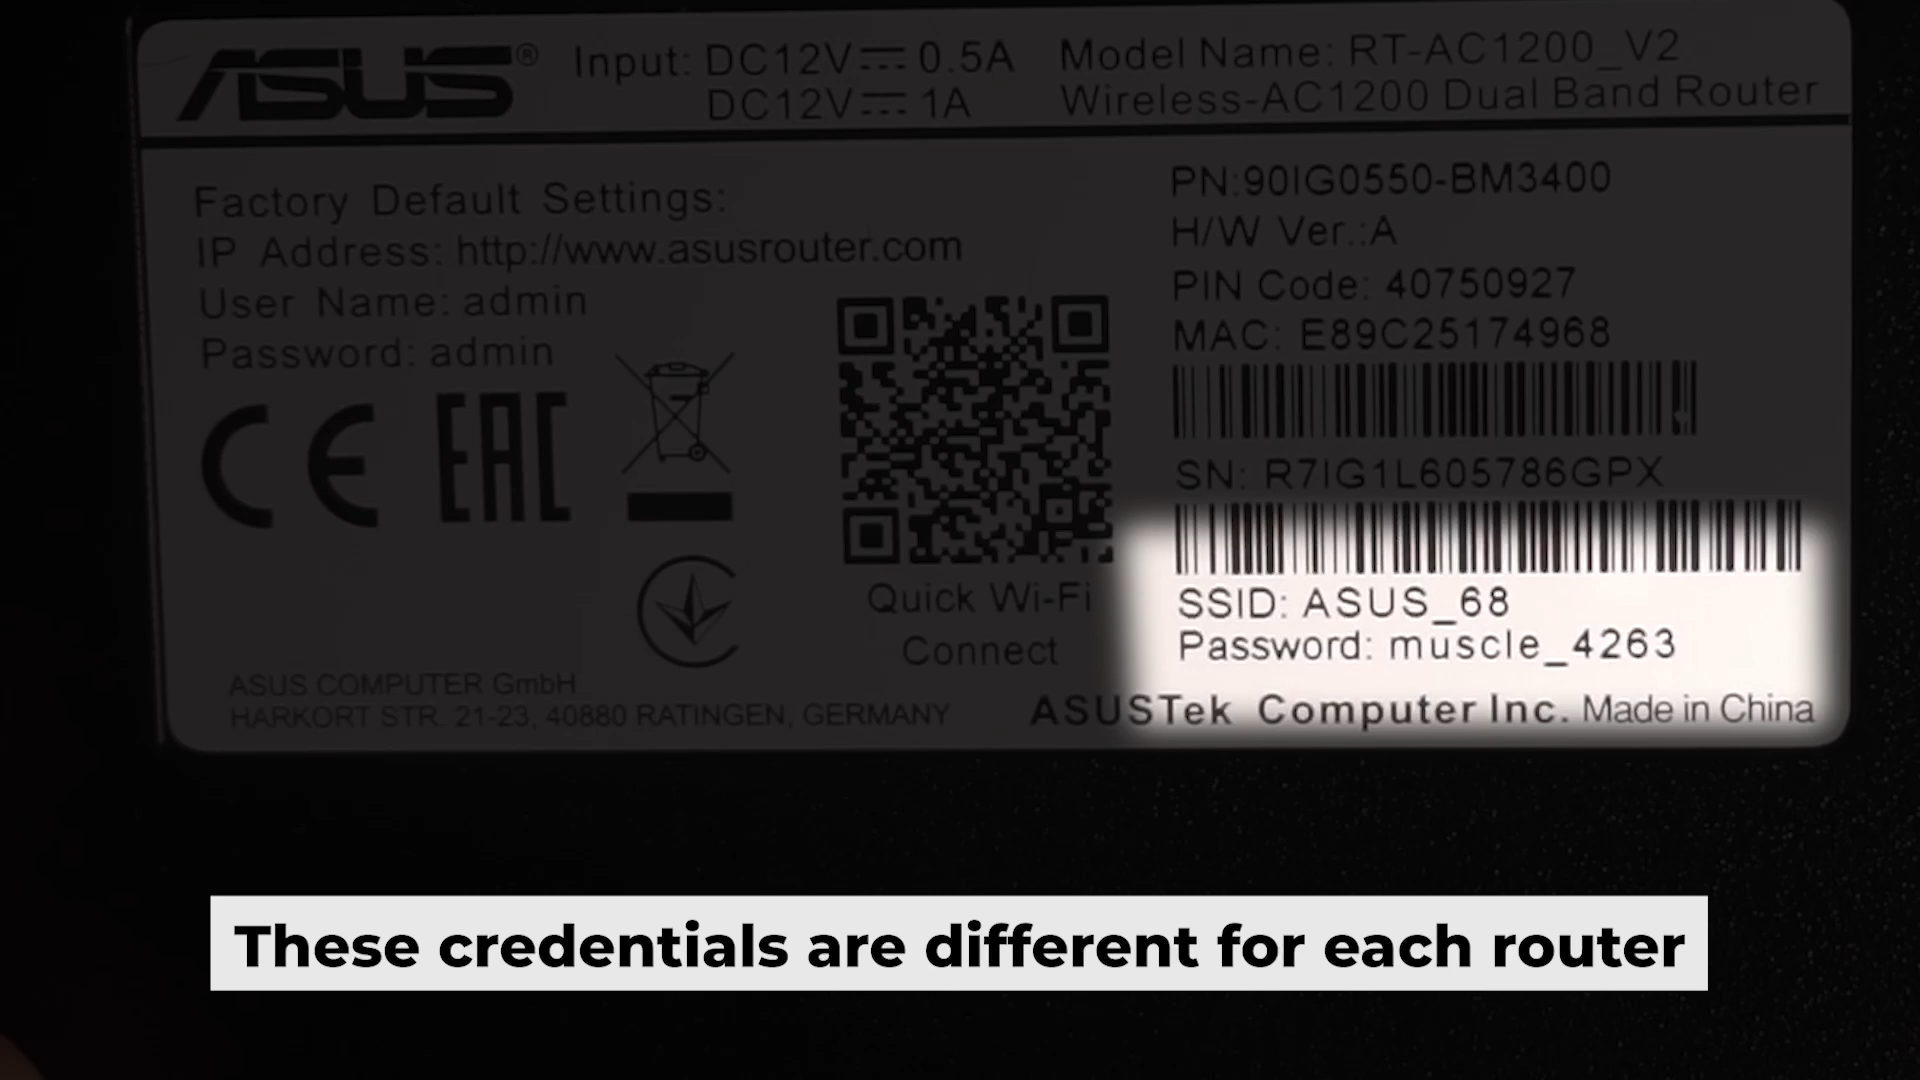 ASUS® Input: DC12V⎓0.5A Model Name: RT-AC1200_V2
DC12V⎓1A Wireless-AC1200 Dual Band Router
Factory Default Settings:
IP Address: http://www.asusrouter.com
User Name: admin
Password: admin
CE EAC
PN:90IG0550-BM3400
H/W Ver.:A
PIN Code: 40750927
MAC: E89C25174968
SN: R7IG1L605786GPX
SSID: ASUS_68
Password: muscle_4263
Quick Wi-Fi
Connect
ASUS COMPUTER GmbH
HARKORT STR. 21-23, 40880 RATINGEN, GERMANY
ASUSTek Computer Inc. Made in China
These credentials are different for each router